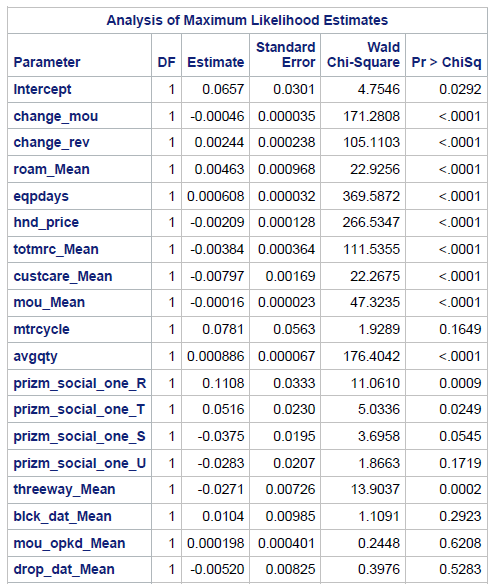 Analysis of Maximum Likelihood Estimates
Parameter DF Estimate Standard Error Wald Chi-Square Pr > ChiSq
Intercept 1 0.0657 0.0301 4.7546 0.0292
change_mou 1 -0.00046 0.000035 171.2808 <.0001
change_rev 1 0.00244 0.000238 105.1103 <.0001
roam_Mean 1 0.00463 0.000968 22.9256 <.0001
eqpdays 1 0.000608 0.000032 369.5872 <.0001
hnd_price 1 -0.00209 0.000128 266.5347 <.0001
totmrc_Mean 1 -0.00384 0.000364 111.5355 <.0001
custcare_Mean 1 -0.00797 0.00169 22.2675 <.0001
mou_Mean 1 -0.00016 0.000023 47.3235 <.0001
mtrcycle 1 0.0781 0.0563 1.9289 0.1649
avgqty 1 0.000886 0.000067 176.4042 <.0001
prizm_social_one_R 1 0.1108 0.0333 11.0610 0.0009
prizm_social_one_T 1 0.0516 0.0230 5.0336 0.0249
prizm_social_one_S 1 -0.0375 0.0195 3.6958 0.0545
prizm_social_one_U 1 -0.0283 0.0207 1.8663 0.1719
threeway_Mean 1 -0.0271 0.00726 13.9037 0.0002
blck_dat_Mean 1 0.0104 0.00985 1.1091 0.2923
mou_opkd_Mean 1 0.000198 0.000401 0.2448 0.6208
drop_dat_Mean 1 -0.00520 0.00825 0.3976 0.5283